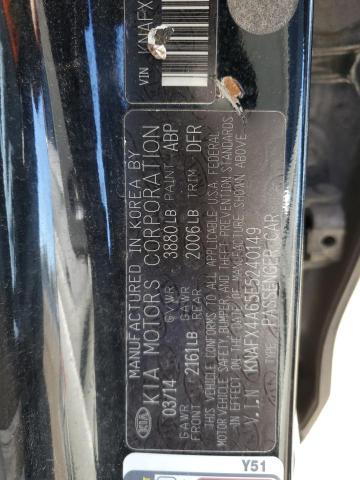 VIN KNAFX
KIA
MANUFACTURED IN KOREA BY
KIA MOTORS CORPORATION
03/14 GVWR 3880LB PAINT ABP
GAWR FRONT 2161LB GAWR REAR 2006LB TRIM DFR
THIS VEHICLE CONFORMS TO ALL APPLICABLE U.S.A FEDERAL
MOTOR VEHICLE SAFETY BUMPER AND THEFT PREVENTION STANDARDS
IN EFFECT ON THE DATE OF MANUFACTURE SHOWN ABOVE.
V.I.N : KNAFX4A65E5240149
TYPE : PASSENGER CAR
Y51